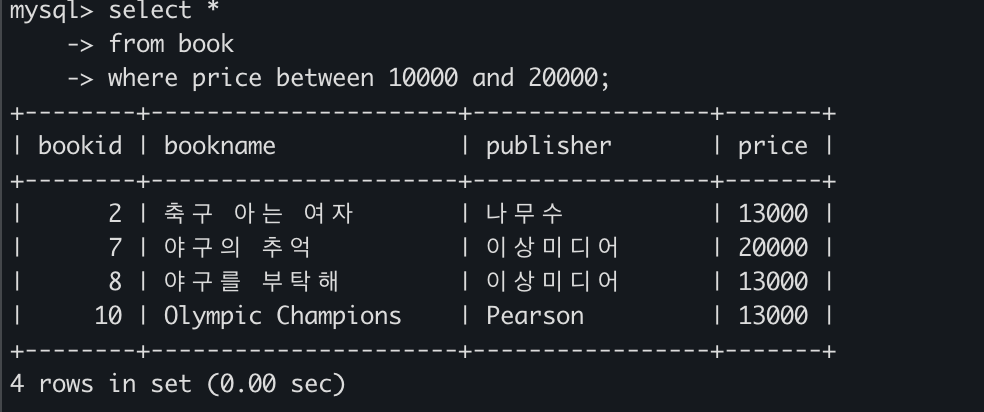 mysql> select *
    -> from book
    -> where price between 10000 and 20000;
+--------+----------------------+-----------------+-------+
| bookid | bookname             | publisher       | price |
+--------+----------------------+-----------------+-------+
|      2 | 축구 아는 여자       | 나무수          | 13000 |
|      7 | 야구의 추억          | 이상미디어      | 20000 |
|      8 | 야구를 부탁해        | 이상미디어      | 13000 |
|     10 | Olympic Champions    | Pearson         | 13000 |
+--------+----------------------+-----------------+-------+
4 rows in set (0.00 sec)